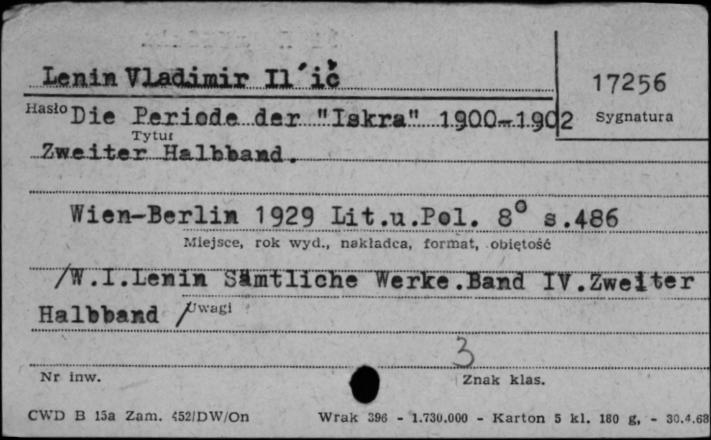 Lenin Vladimir Il´ič
17256
Hasło Die Periode der "Iskra" 1900-1902
Sygnatura
Tytuł
Zweiter Halbband.
Wien-Berlin 1929 Lit.u.Pol. 8° s.486
Miejsce, rok wyd., nakładca, format, objętość
/W.I.Lenin Sämtliche Werke.Band IV.Zweiter
Halbband /
Uwagi
3
Nr inw.
Znak klas.
CWD B 15a Zam. 452/DW/On
Wrak 396 - 1.730.000 - Karton 5 kl. 180 g, - 30.4.68